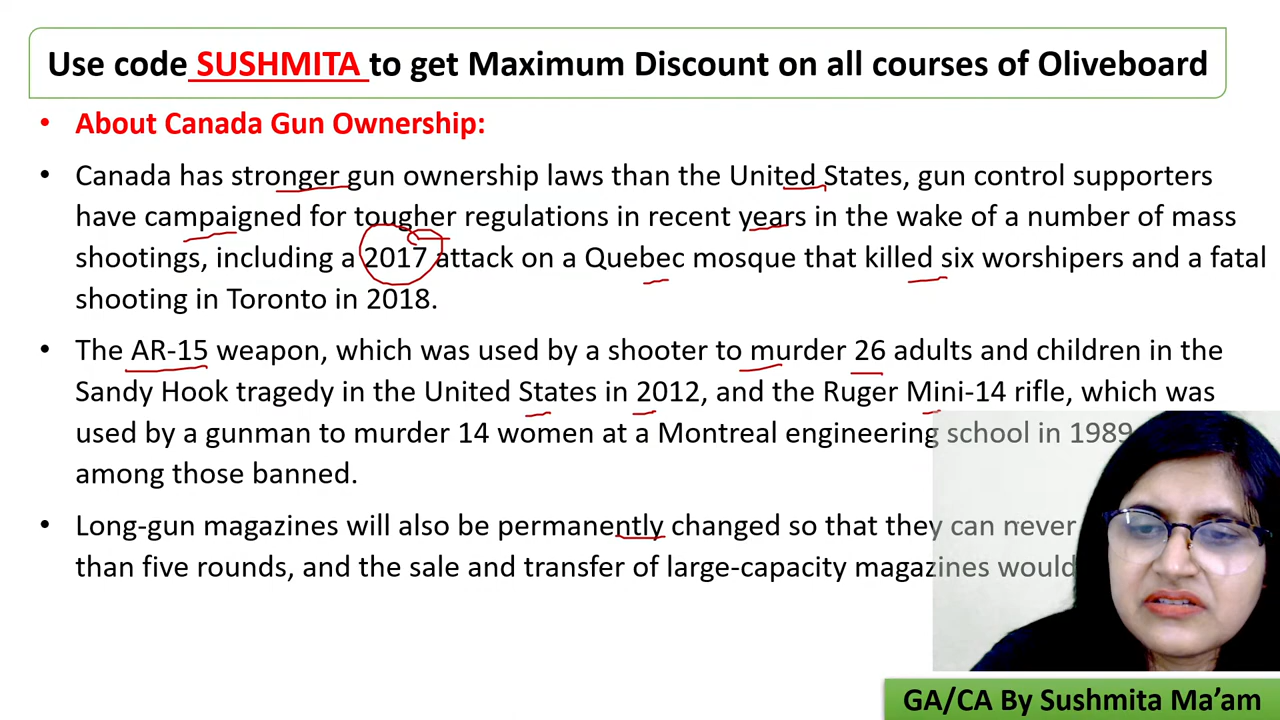 Use code SUSHMITA to get Maximum Discount on all courses of Oliveboard
• About Canada Gun Ownership:
• Canada has stronger gun ownership laws than the United States, gun control supporters
have campaigned for tougher regulations in recent years in the wake of a number of mass
shootings, including a 2017 attack on a Quebec mosque that killed six worshipers and a fatal
shooting in Toronto in 2018.
• The AR-15 weapon, which was used by a shooter to murder 26 adults and children in the
Sandy Hook tragedy in the United States in 2012, and the Ruger Mini-14 rifle, which was
used by a gunman to murder 14 women at a Montreal engineering school in 1989
among those banned.
• Long-gun magazines will also be permanently changed so that they can never
than five rounds, and the sale and transfer of large-capacity magazines would
GA/CA By Sushmita Ma’am